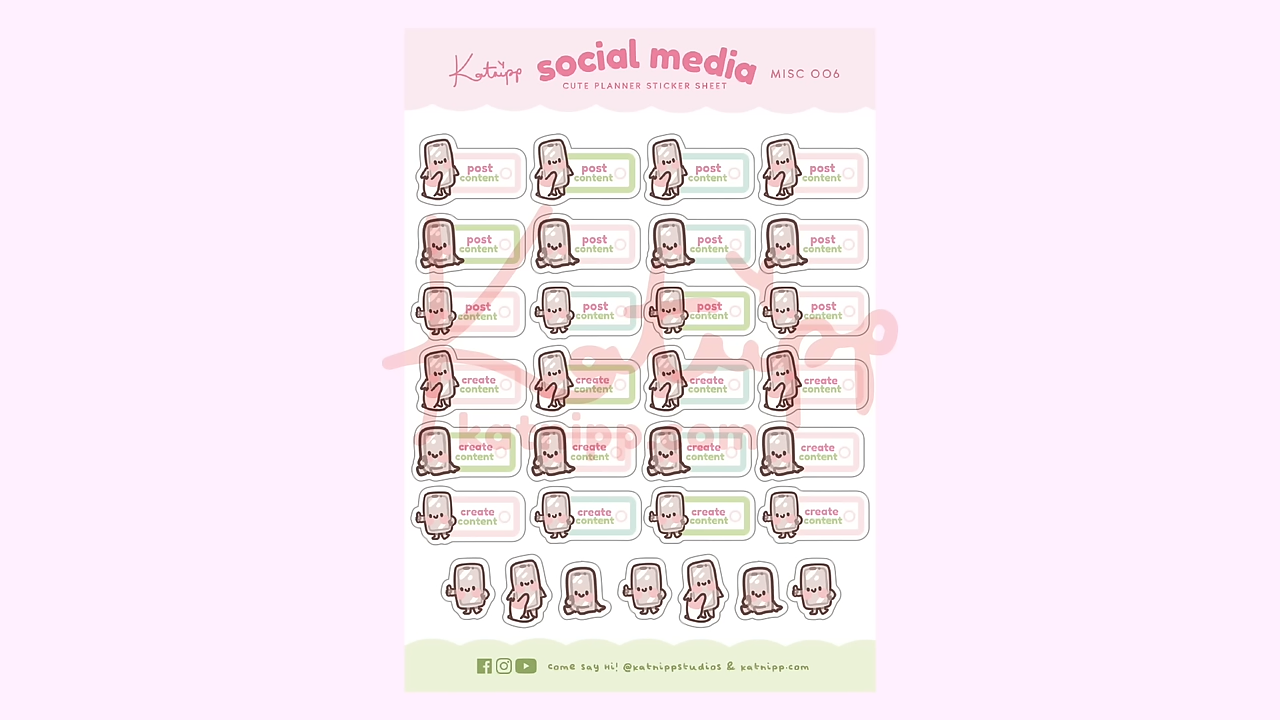 Katnipp
social media
CUTE PLANNER STICKER SHEET
MISC 006
post content
post content
post content
post content
post content
post content
post content
post content
post content
post content
post content
post content
create content
create content
create content
create content
create content
create content
create content
create content
create content
create content
create content
create content
Katnipp
katnipp.com
come say hi! @katnippstudios & katnipp.com